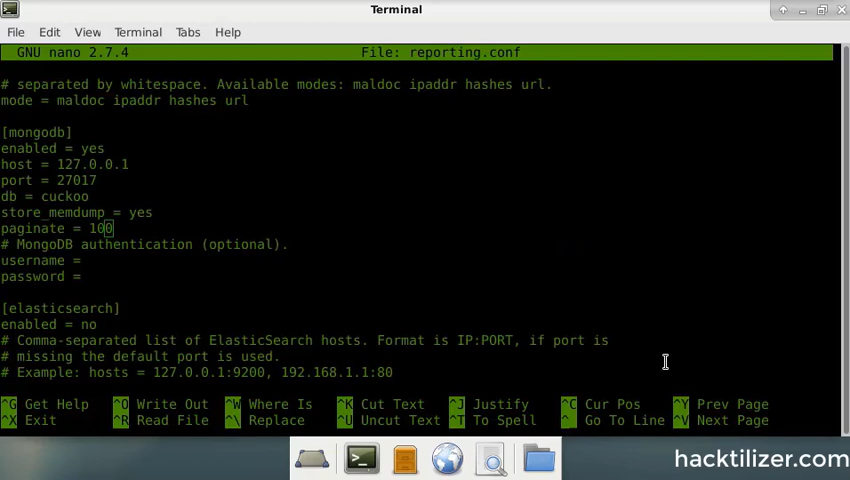 Terminal
File Edit View Terminal Tabs Help
GNU nano 2.7.4 File: reporting.conf
# separated by whitespace. Available modes: maldoc ipaddr hashes url.
mode = maldoc ipaddr hashes url
[mongodb]
enabled = yes
host = 127.0.0.1
port = 27017
db = cuckoo
store_memdump = yes
paginate = 100
# MongoDB authentication (optional).
username =
password =
[elasticsearch]
enabled = no
# Comma-separated list of ElasticSearch hosts. Format is IP:PORT, if port is
# missing the default port is used.
# Example: hosts = 127.0.0.1:9200, 192.168.1.1:80
^G Get Help ^O Write Out ^W Where Is ^K Cut Text ^J Justify ^C Cur Pos ^Y Prev Page
^X Exit ^R Read File ^\ Replace ^U Uncut Text ^T To Spell ^_ Go To Line ^V Next Page
hacktilizer.com